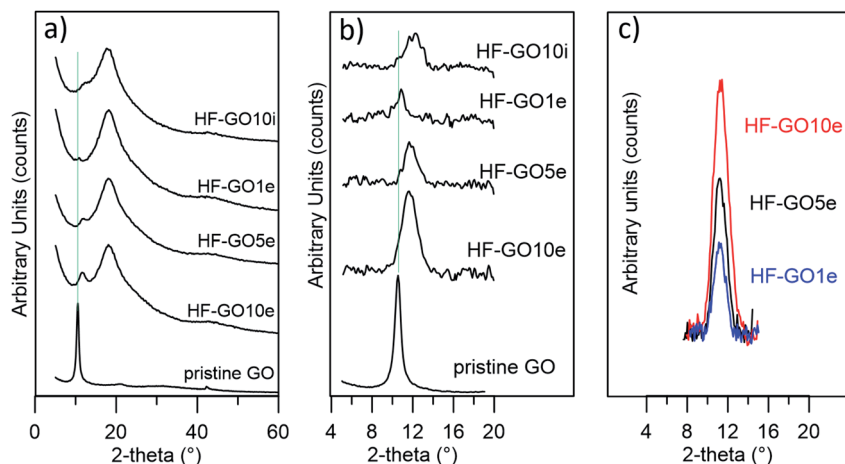 a)
Arbitrary Units (counts)
HF-GO10i
HF-GO1e
HF-GO5e
HF-GO10e
pristine GO
0 20 40 60
2-theta (°)
b)
Arbitrary Units (counts)
HF-GO10i
HF-GO1e
HF-GO5e
HF-GO10e
pristine GO
4 8 12 16 20
2-theta (°)
c)
Arbitrary units (counts)
HF-GO10e
HF-GO5e
HF-GO1e
4 8 12 16 20
2-theta (°)